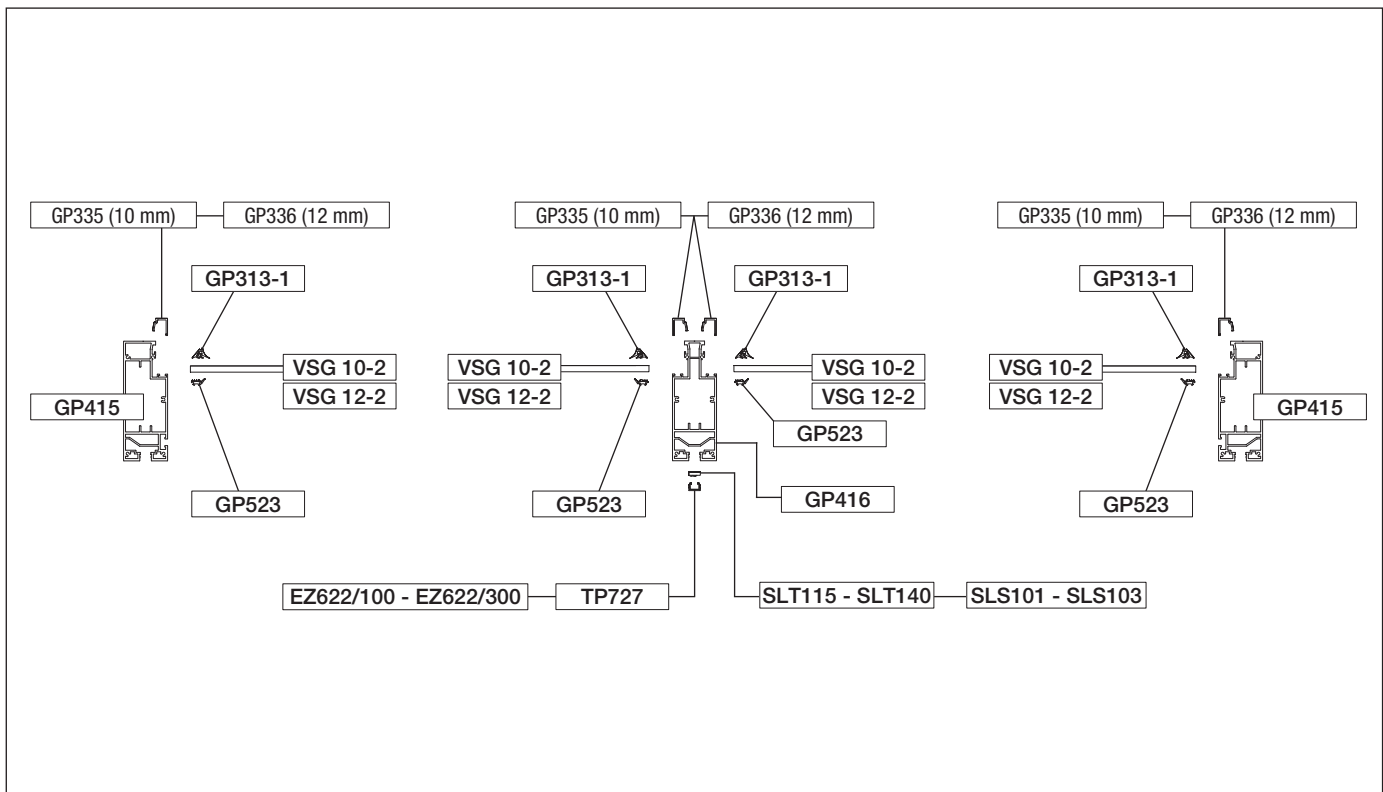 GP335 (10 mm) GP336 (12 mm) GP335 (10 mm) GP336 (12 mm) GP335 (10 mm) GP336 (12 mm)
GP313-1 GP313-1 GP313-1 GP313-1
VSG 10-2 VSG 10-2 VSG 10-2 VSG 10-2
VSG 12-2 VSG 12-2 VSG 12-2 VSG 12-2
GP415 GP415
GP523
GP523 GP523 GP416 GP523
EZ622/100 - EZ622/300 TP727 SLT115 - SLT140 SLS101 - SLS103